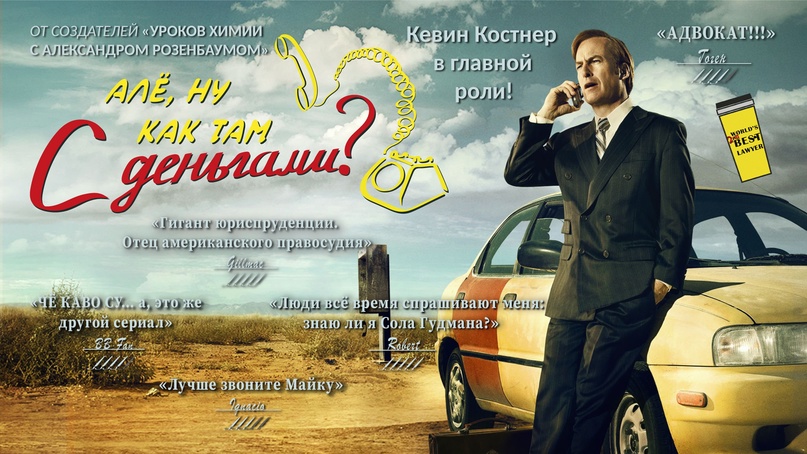 ОТ СОЗДАТЕЛЕЙ «УРОКОВ ХИМИИ
С АЛЕКСАНДРОМ РОЗЕНБАУМОМ»
АЛЁ, НУ
КАК ТАМ
С деньгами?
Кевин Костнер
в главной
роли!
«АДВОКАТ!!!»
Тоген
WORLD'S
BEST
LAWYER
«Гигант юриспруденции.
Отец американского правосудия»
Gillmac
«ЧЕ КАВО СУ... а, это же
другой сериал»
BB Fan
«Люди всё время спрашивают меня:
знаю ли я Сола Гудмана?»
Robert
«Лучше звоните Майку»
Ignacio